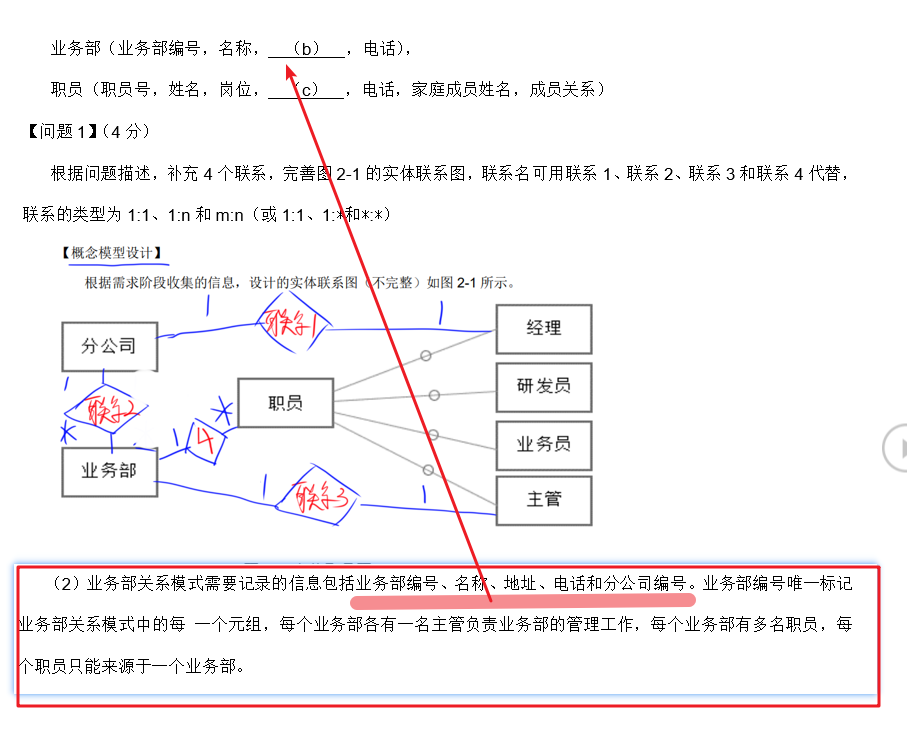 业务部（业务部编号，名称，（b），电话），
职员（职员号，姓名，岗位，（c），电话，家庭成员姓名，成员关系）
【问题1】（4分）
根据问题描述，补充4个联系，完善图2-1的实体联系图，联系名可用联系1、联系2、联系3和联系4代替，
联系的类型为1:1、1:n和m:n（或1:1、1:*和*:*）
【概念模型设计】
根据需求阶段收集的信息，设计的实体联系图（不完整）如图2-1所示。
1
联系1
1
经理
分公司
1
研发员
联系2
职员
*
*
1
4
业务员
业务部
1
联系3
1
主管
（2）业务部关系模式需要记录的信息包括业务部编号、名称、地址、电话和分公司编号。业务部编号唯一标记
业务部关系模式中的每 一个元组，每个业务部各有一名主管负责业务部的管理工作，每个业务部有多名职员，每
个职员只能来源于一个业务部。